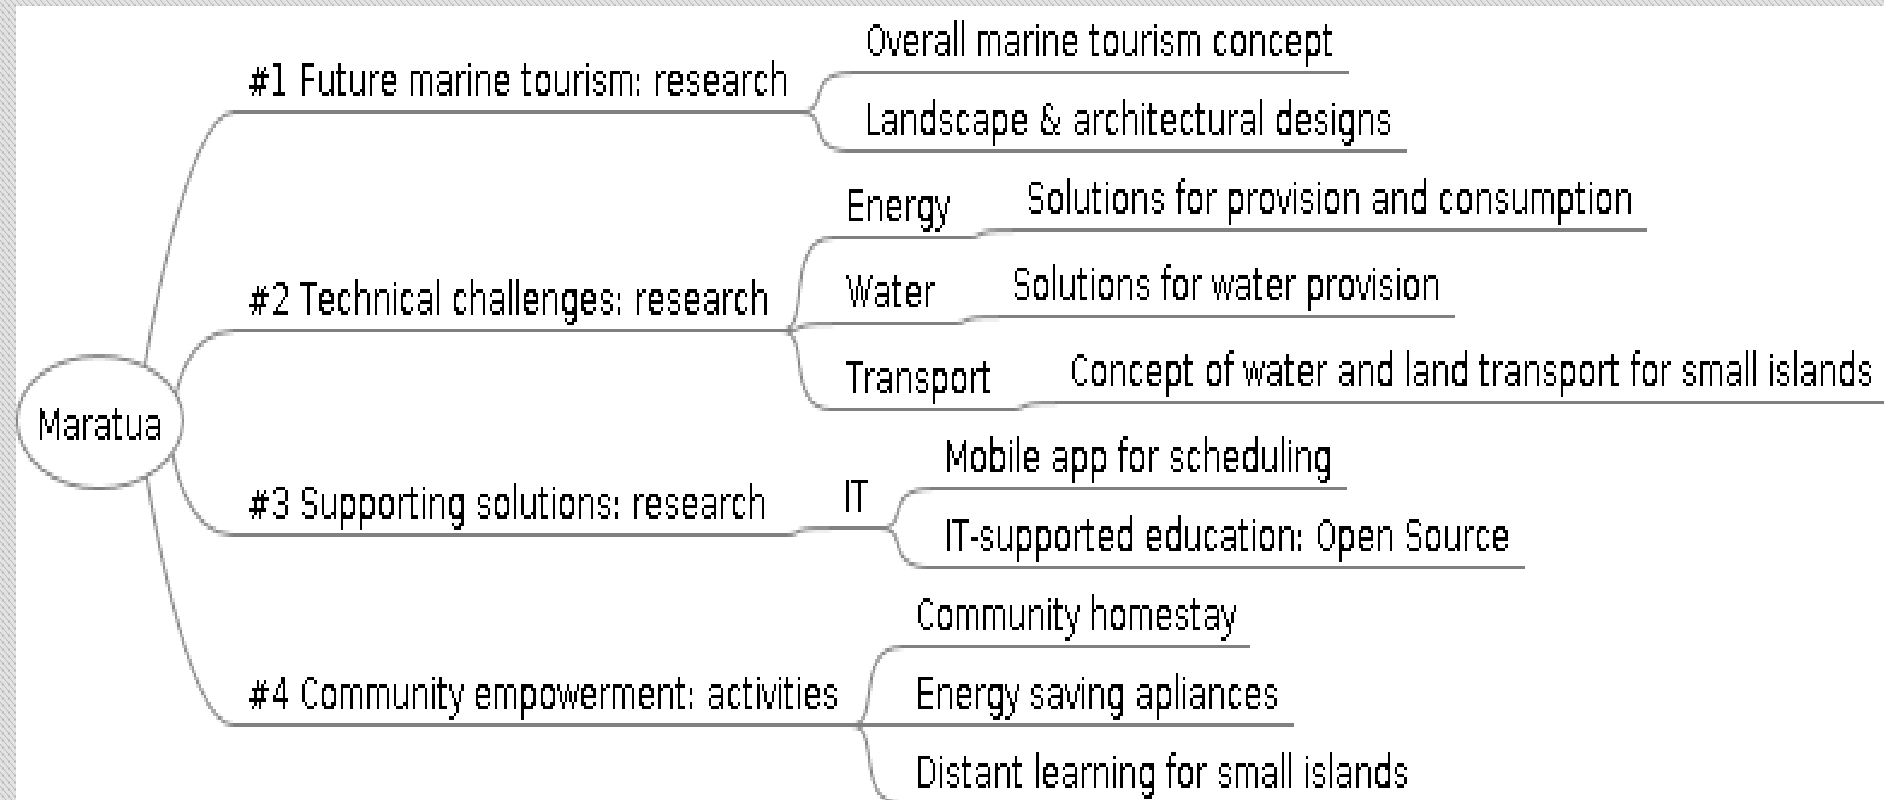 Maratua
#1 Future marine tourism: research
Overall marine tourism concept
Landscape & architectural designs
#2 Technical challenges: research
Energy
Solutions for provision and consumption
Water
Solutions for water provision
Transport
Concept of water and land transport for small islands
#3 Supporting solutions: research
IT
Mobile app for scheduling
IT-supported education: Open Source
#4 Community empowerment: activities
Community homestay
Energy saving apliances
Distant learning for small islands